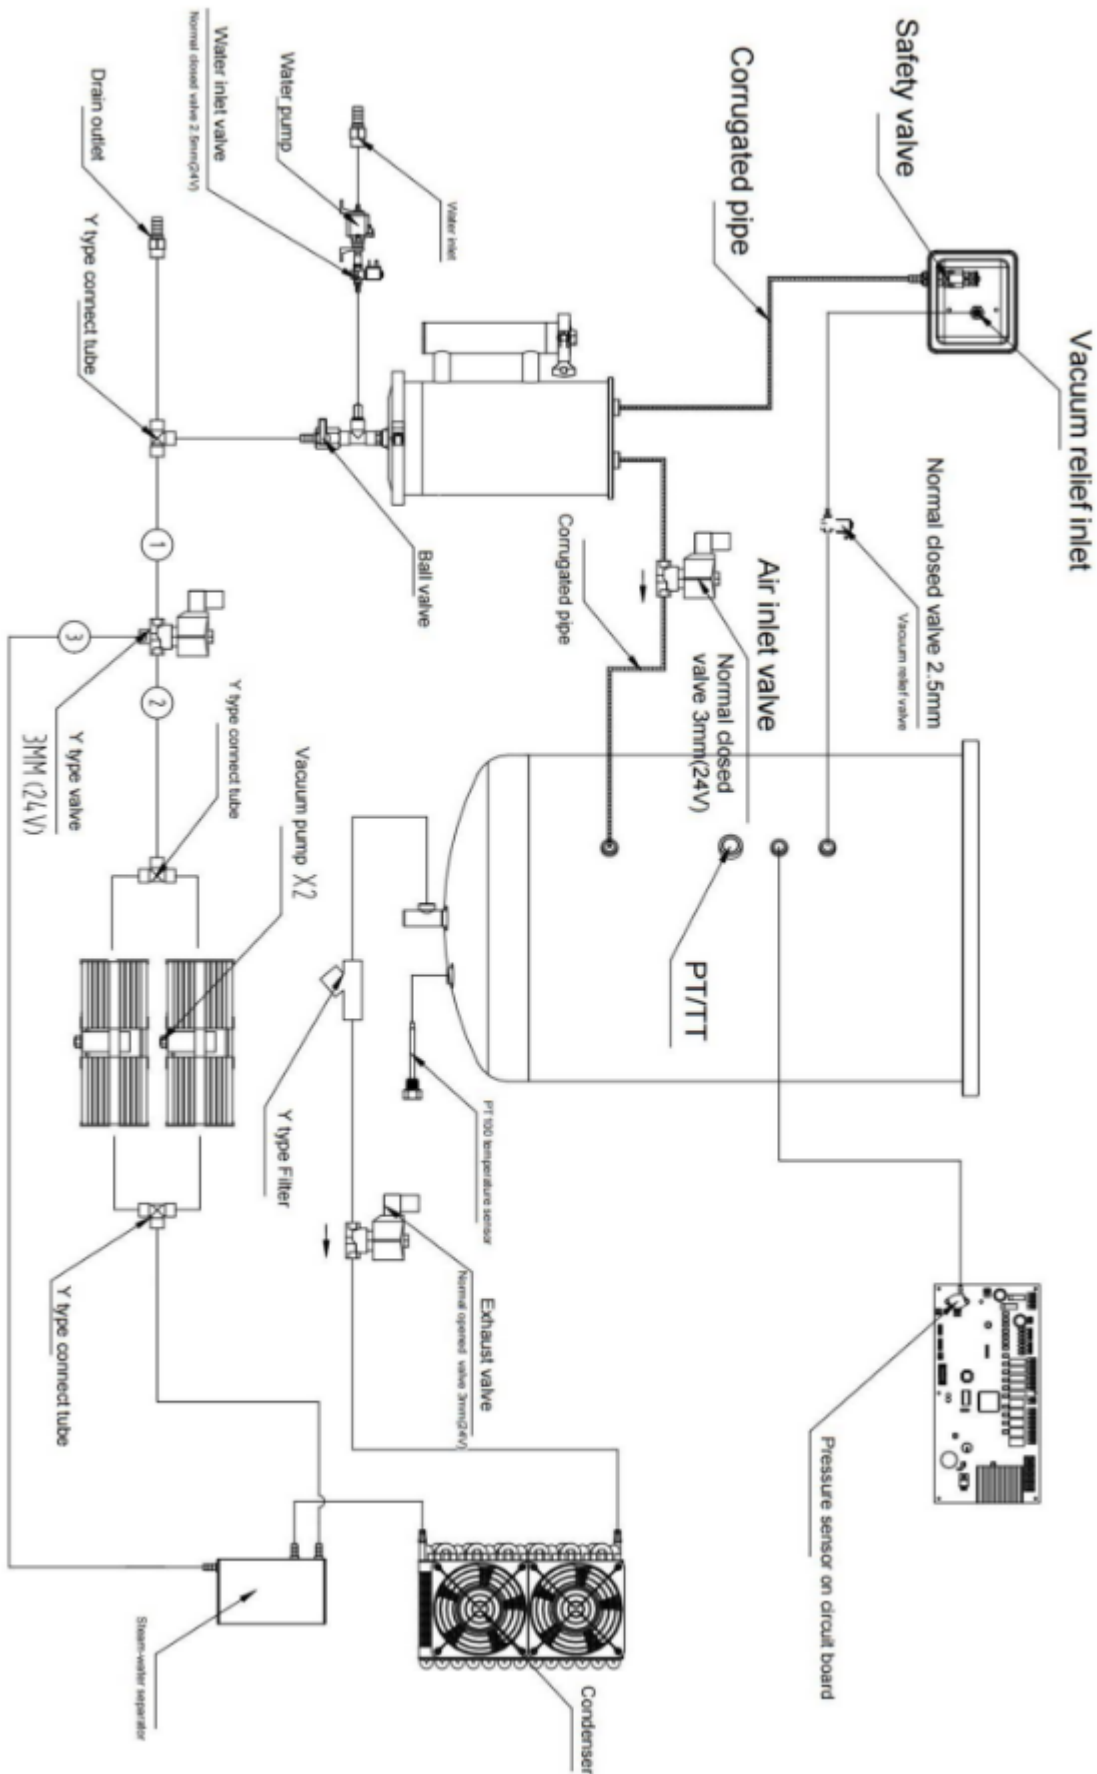 Safety valve
Vacuum relief inlet
Corrugated pipe
Normal closed valve 2.5mm
Vacuum relief valve
Water inlet
Water pump
Water inlet valve
Normal closed valve 2.5mm(24V)
Air inlet valve
Normal closed
valve 3mm(24V)
Corrugated pipe
Ball valve
Drain outlet
Y type connect tube
1
2
3
Y type valve
3MM(24V)
Y type connect tube
Vacuum pump X2
PT/TT
PT100 temperature sensor
Y type Filter
Exhaust valve
Normal opened valve 3mm(24V)
Y type connect tube
Pressure sensor on circuit board
Condenser
Steam-water separator